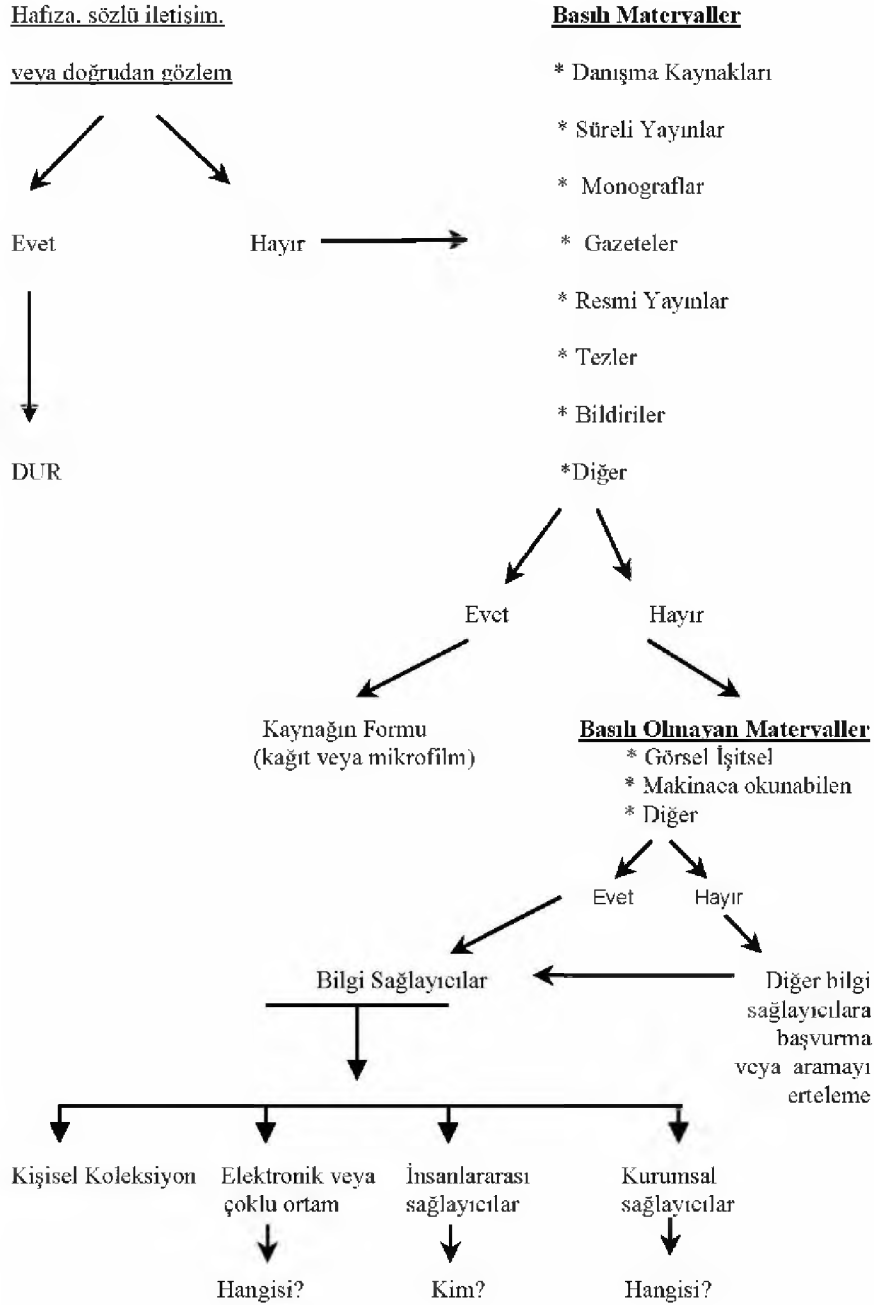 Hafıza. sözlü iletişim.
veya doğrudan gözlem
Evet
Hayır
DUR
Basılı Materyaller
* Danışma Kaynakları
* Süreli Yayınlar
* Monograflar
* Gazeteler
* Resmi Yayınlar
* Tezler
* Bildiriler
*Diğer
Evet
Hayır
Kaynağın Formu
(kağıt veya mikrofilm)
Basılı Olmayan Materyaller
* Görsel İşitsel
* Makinaca okunabilen
* Diğer
Evet
Hayır
Bilgi Sağlayıcılar
Diğer bilgi
sağlayıcılara
başvurma
veya aramayı
erteleme
Kişisel Koleksiyon
Elektronik veya
çoklu ortam
İnsanlararası
sağlayıcılar
Kurumsal
sağlayıcılar
Hangisi?
Kim?
Hangisi?